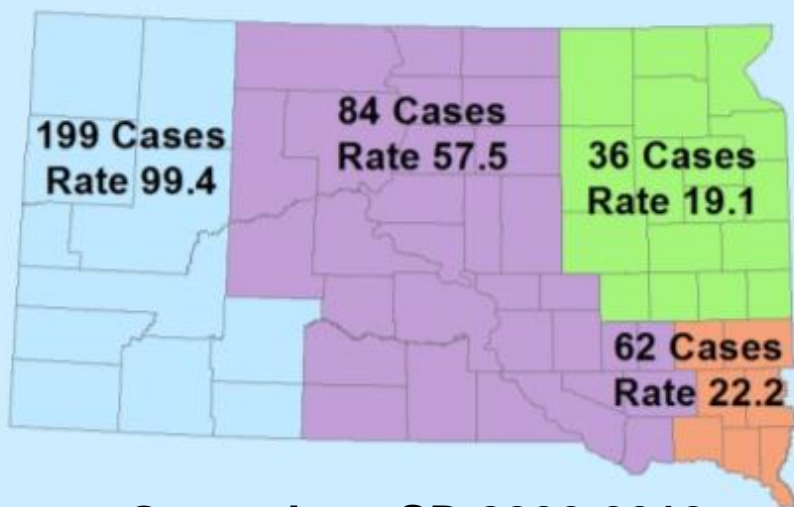 199 Cases
Rate 99.4
84 Cases
Rate 57.5
36 Cases
Rate 19.1
62 Cases
Rate 22.2